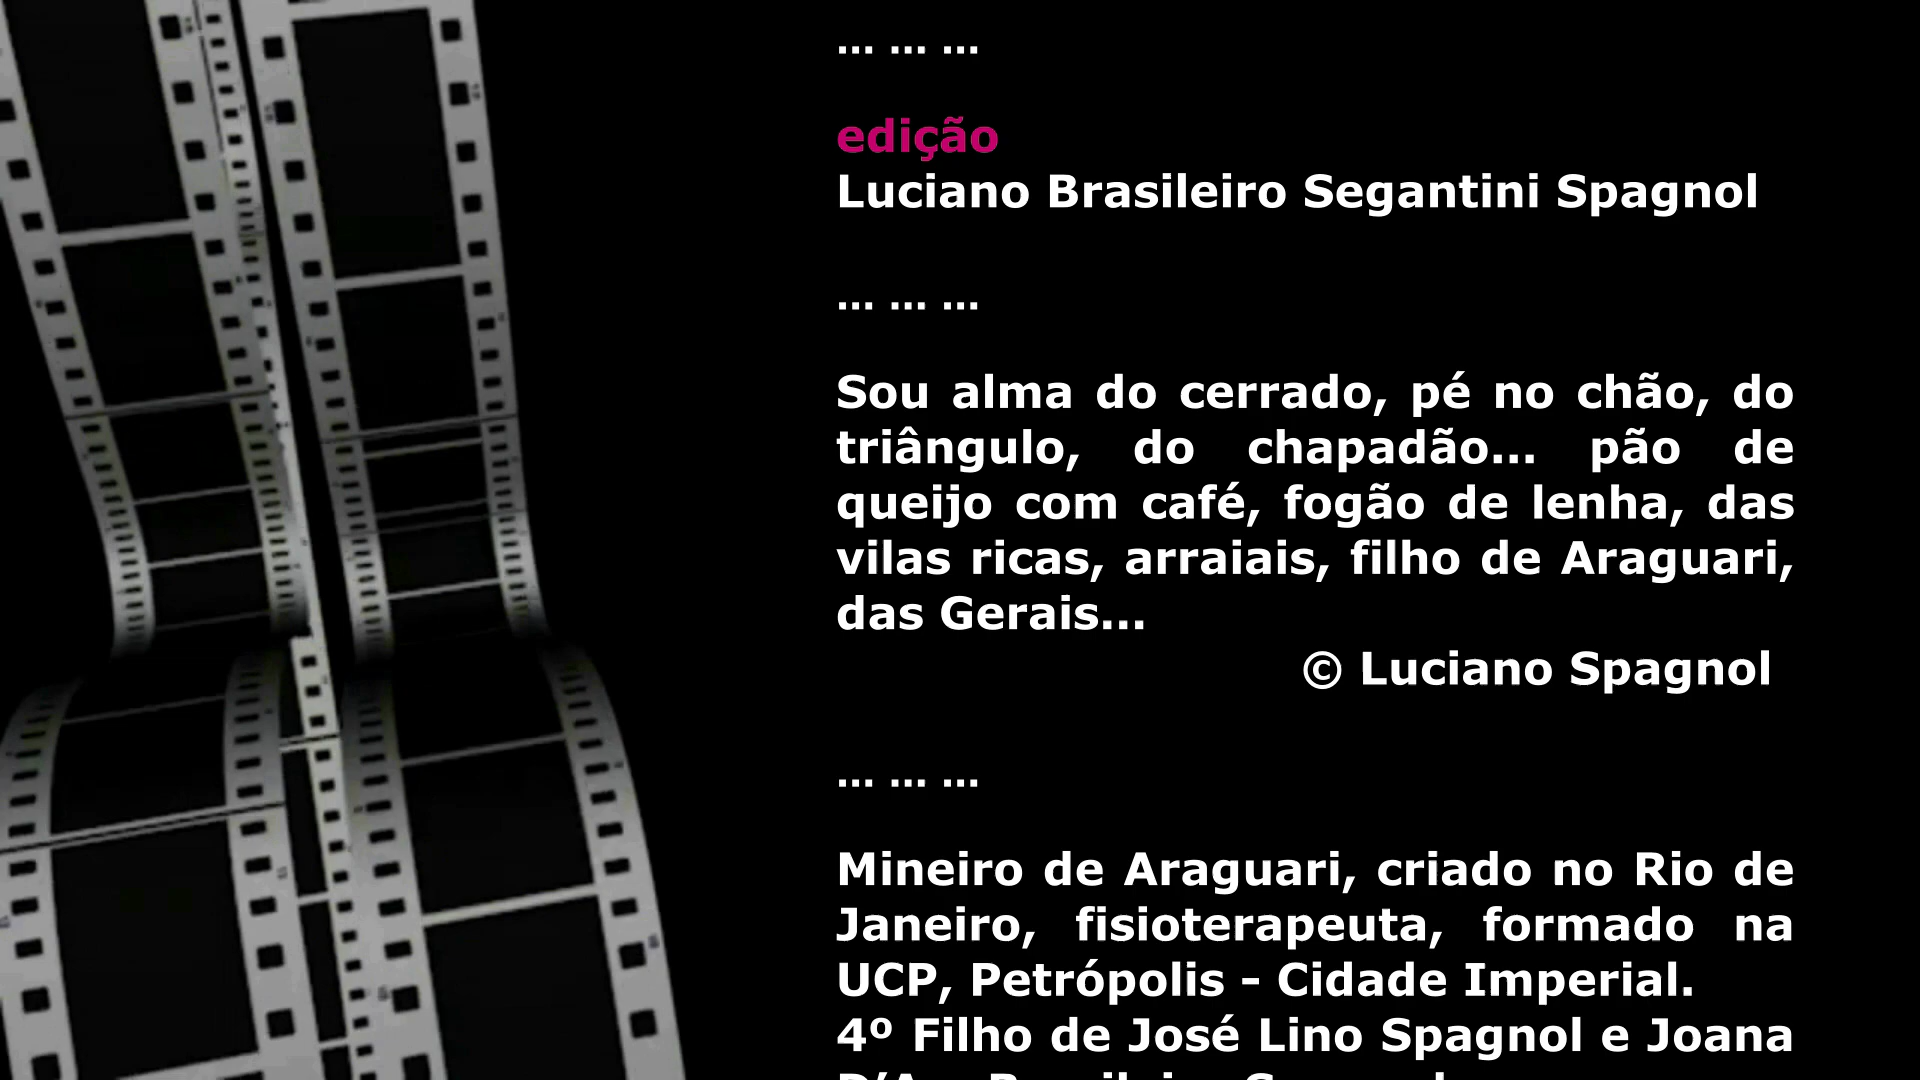 ... ... ...
edição
Luciano Brasileiro Segantini Spagnol
... ... ...
Sou alma do cerrado, pé no chão, do
triângulo, do chapadão... pão de
queijo com café, fogão de lenha, das
vilas ricas, arraiais, filho de Araguari,
das Gerais...
© Luciano Spagnol
... ... ...
Mineiro de Araguari, criado no Rio de
Janeiro, fisioterapeuta, formado na
UCP, Petrópolis – Cidade Imperial.
4º Filho de José Lino Spagnol e Joana